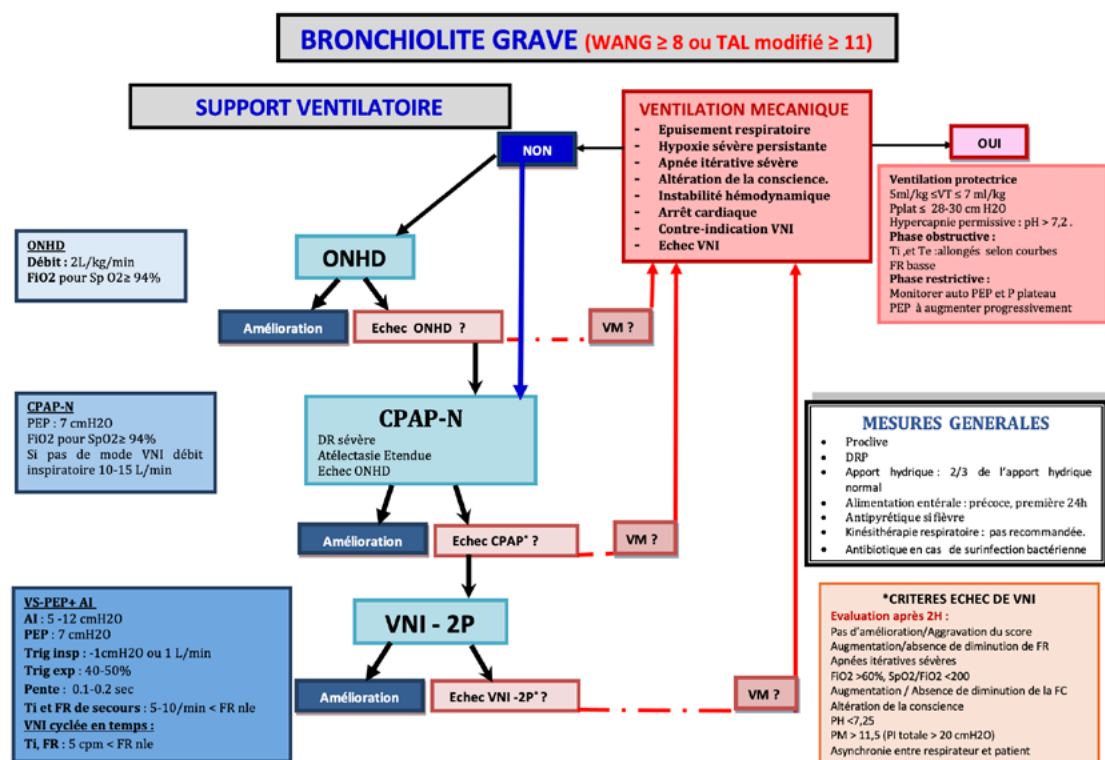 BRONCHIOLITE GRAVE (WANG ≥ 8 ou TAL modifié ≥ 11)
SUPPORT VENTILATOIRE
VENTILATION MECANIQUE
- Epuisement respiratoire
- Hypoxie sévère persistante
- Apnée itérative sévère
- Altération de la conscience.
- Instabilité hémodynamique
- Arrêt cardiaque
- Contre-indication VNI
- Echec VNI
NON
OUI
Ventilation protectrice
5ml/kg ≤VT ≤ 7 ml/kg
Pplat ≤ 28-30 cm H2O
Hypercapnie permissive : pH > 7,2 .
Phase obstructive :
Ti ,et Te :allongés selon courbes
FR basse
Phase restrictive :
Monitorer auto PEP et P plateau
PEP à augmenter progressivement
ONHD
Débit : 2L/kg/min
FiO2 pour Sp O2≥ 94%
ONHD
Amélioration
Echec ONHD ?
VM ?
CPAP-N
PEP : 7 cmH2O
FiO2 pour SpO2≥ 94%
Si pas de mode VNI débit
inspiratoire 10-15 L/min
CPAP-N
DR sévère
Atélectasie Etendue
Echec ONHD
Amélioration
Echec CPAP* ?
VM ?
MESURES GENERALES
• Proclive
• DRP
• Apport hydrique : 2/3 de l'apport hydrique
normal
• Alimentation entérale : précoce, première 24h
• Antipyrétique si fièvre
• Kinésithérapie respiratoire : pas recommandée.
• Antibiotique en cas de surinfection bactérienne
VS-PEP+ AI
AI : 5 -12 cmH2O
PEP : 7 cmH2O
Trig insp : -1cmH2O ou 1 L/min
Trig exp : 40-50%
Pente : 0.1-0.2 sec
Ti et FR de secours : 5-10/min < FR nle
VNI cyclée en temps :
Ti, FR : 5 cpm < FR nle
VNI - 2P
Amélioration
Echec VNI -2P* ?
VM ?
*CRITERES ECHEC DE VNI
Evaluation après 2H :
Pas d'amélioration/Aggravation du score
Augmentation/absence de diminution de FR
Apnées itératives sévères
FiO2 >60%, SpO2/FiO2 <200
Augmentation / Absence de diminution de la FC
Altération de la conscience
PH <7,25
PM > 11,5 (PI totale > 20 cmH2O)
Asynchronie entre respirateur et patient